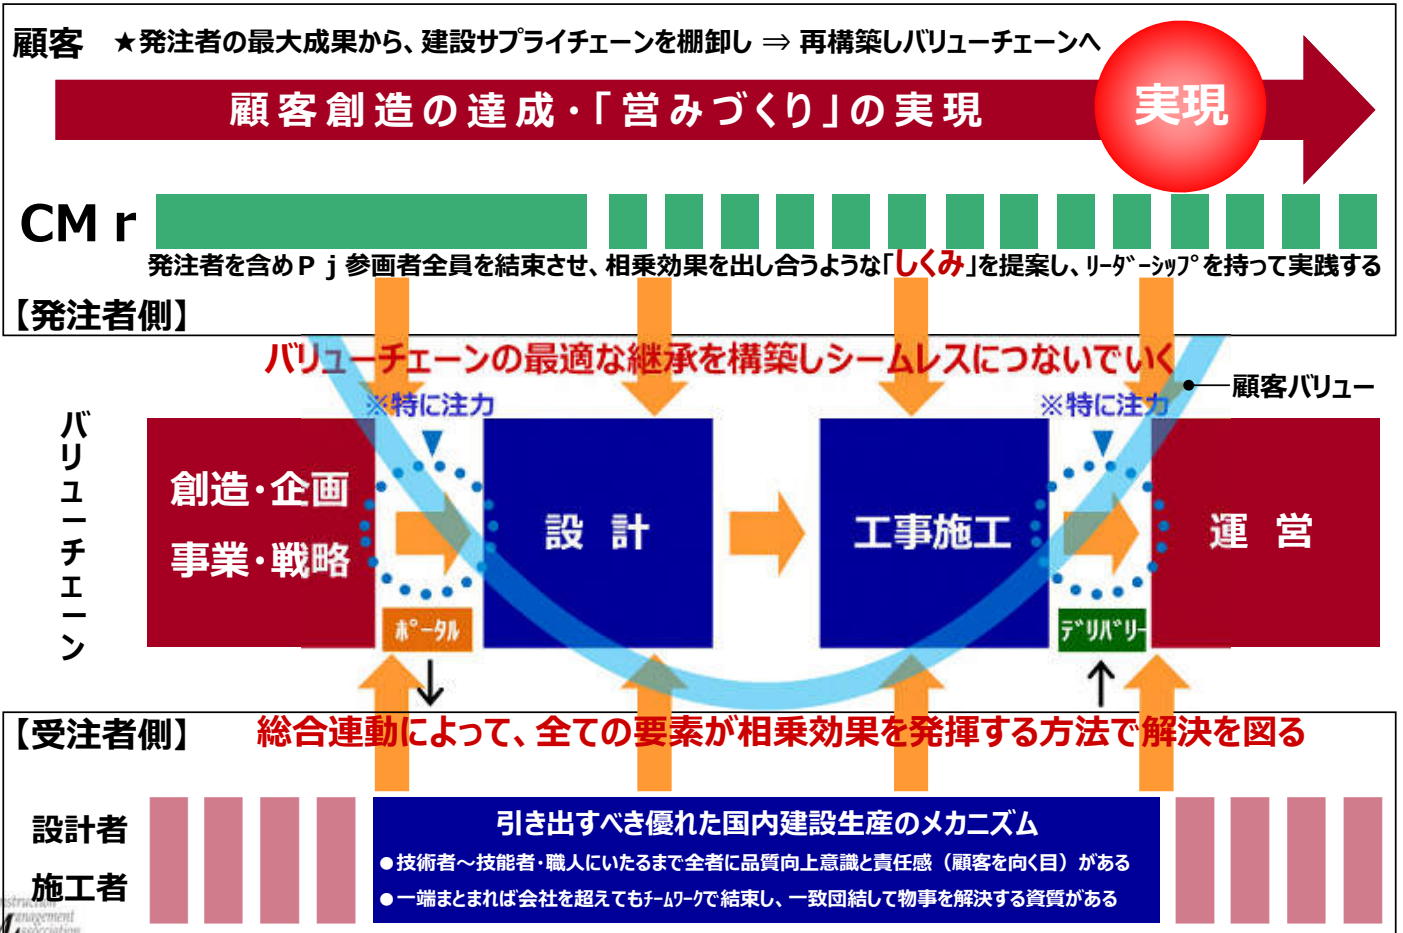 顧客 ★発注者の最大成果から、建設サプライチェーンを棚卸し ⇒ 再構築しバリューチェーンへ
顧客創造の達成・「営みづくり」の実現
実現
CMｒ
発注者を含めＰｊ参画者全員を結束させ、相乗効果を出し合うような「しくみ」を提案し、ﾘｰﾀﾞｰｼｯﾌﾟを持って実践する
【発注者側】
バリューチェーンの最適な継承を構築しシームレスにつないでいく
顧客バリュー
※特に注力
※特に注力
バリューチェーン
創造・企画
事業・戦略
設 計
工事施工
運 営
ﾎﾟｰﾀﾙ
ﾃﾞﾘﾊﾞﾘｰ
【受注者側】 総合連動によって、全ての要素が相乗効果を発揮する方法で解決を図る
設計者
施工者
引き出すべき優れた国内建設生産のメカニズム
●技術者～技能者・職人にいたるまで全者に品質向上意識と責任感（顧客を向く目）がある
●一端まとまれば会社を超えてもﾁｰﾑﾜｰｸで結束し、一致団結して物事を解決する資質がある